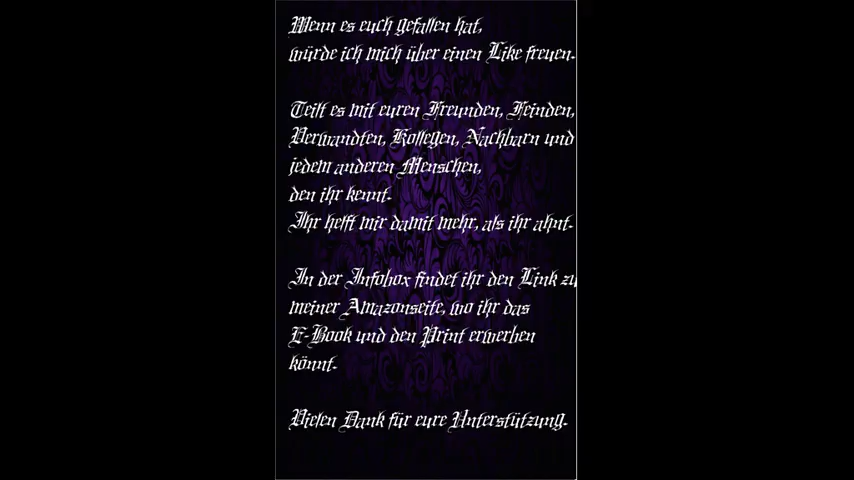 Wenn es euch gefallen hat,
würde ich mich über einen Like freuen.
Teilt es mit euren Freunden, Feinden,
Verwandten, Kollegen, Nachbarn und
jedem anderen Menschen,
den ihr kennt.
Ihr helft mir damit mehr, als ihr ahnt.
In der Infobox findet ihr den Link zu
meiner Amazonseite, wo ihr das
E-Book und den Print erwerben
könnt.
Vielen Dank für eure Unterstützung.